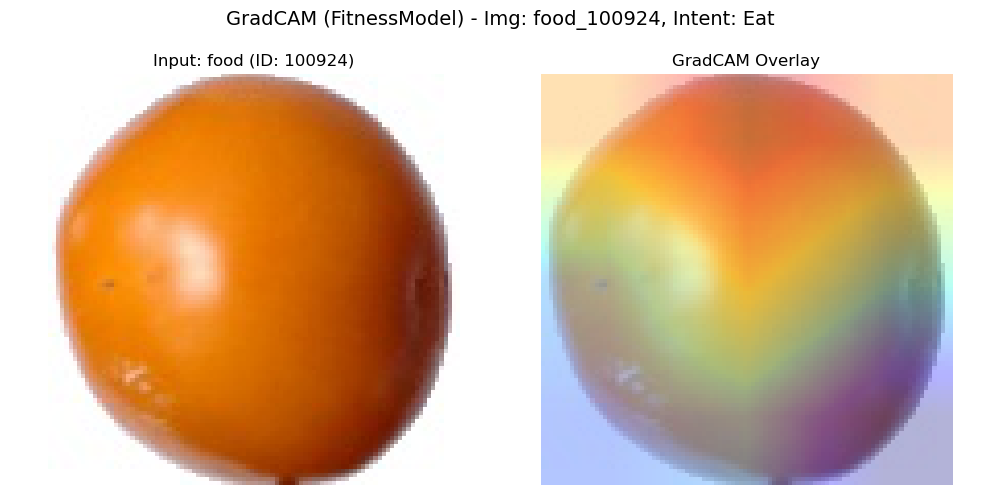 GradCAM (FitnessModel) - Img: food_100924, Intent: Eat
Input: food (ID: 100924)
GradCAM Overlay